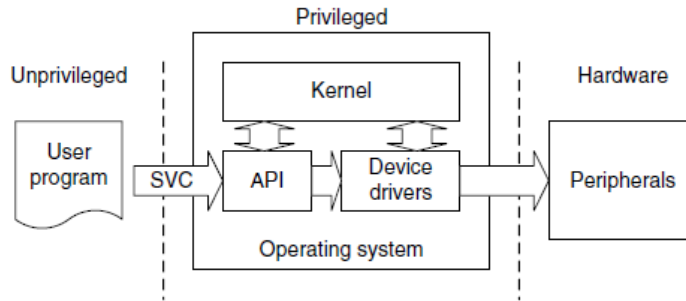 Privileged
Unprivileged
Hardware
Kernel
User
program
SVC
API
Device
drivers
Peripherals
Operating system